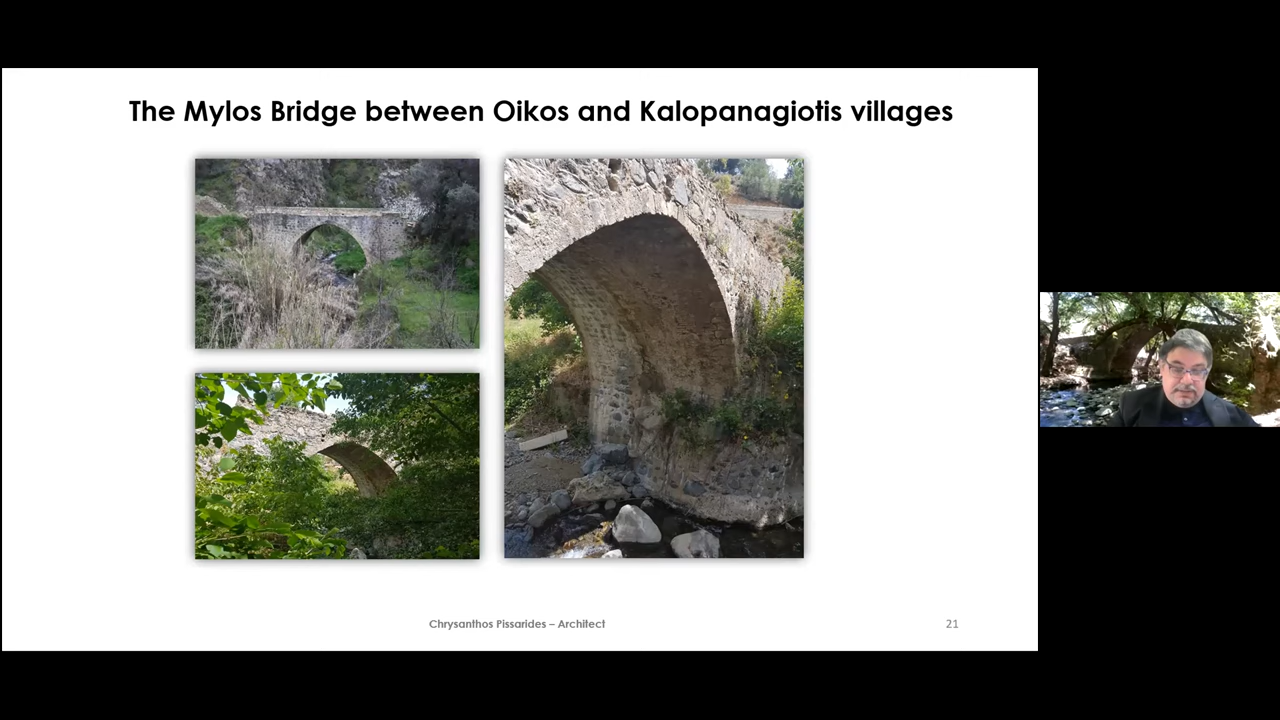 The Mylos Bridge between Oikos and Kalopanagiotis villages
Chrysanthos Pissarides – Architect
21